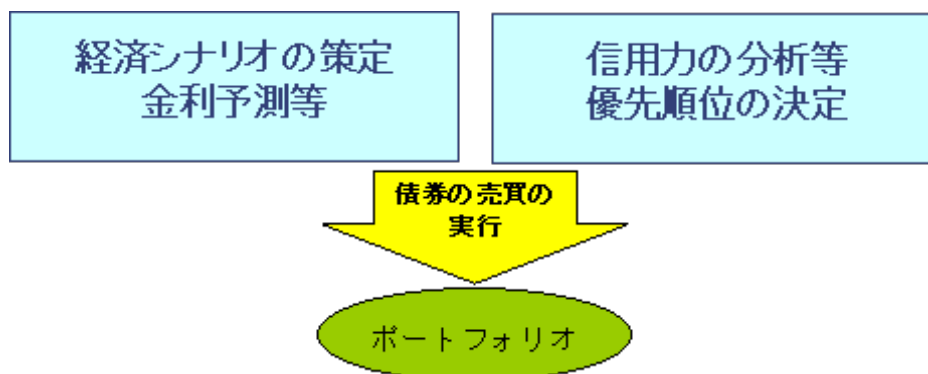 経済シナリオの策定
金利予測等
信用力の分析等
優先順位の決定
債券の売買の
実行
ポートフォリオ